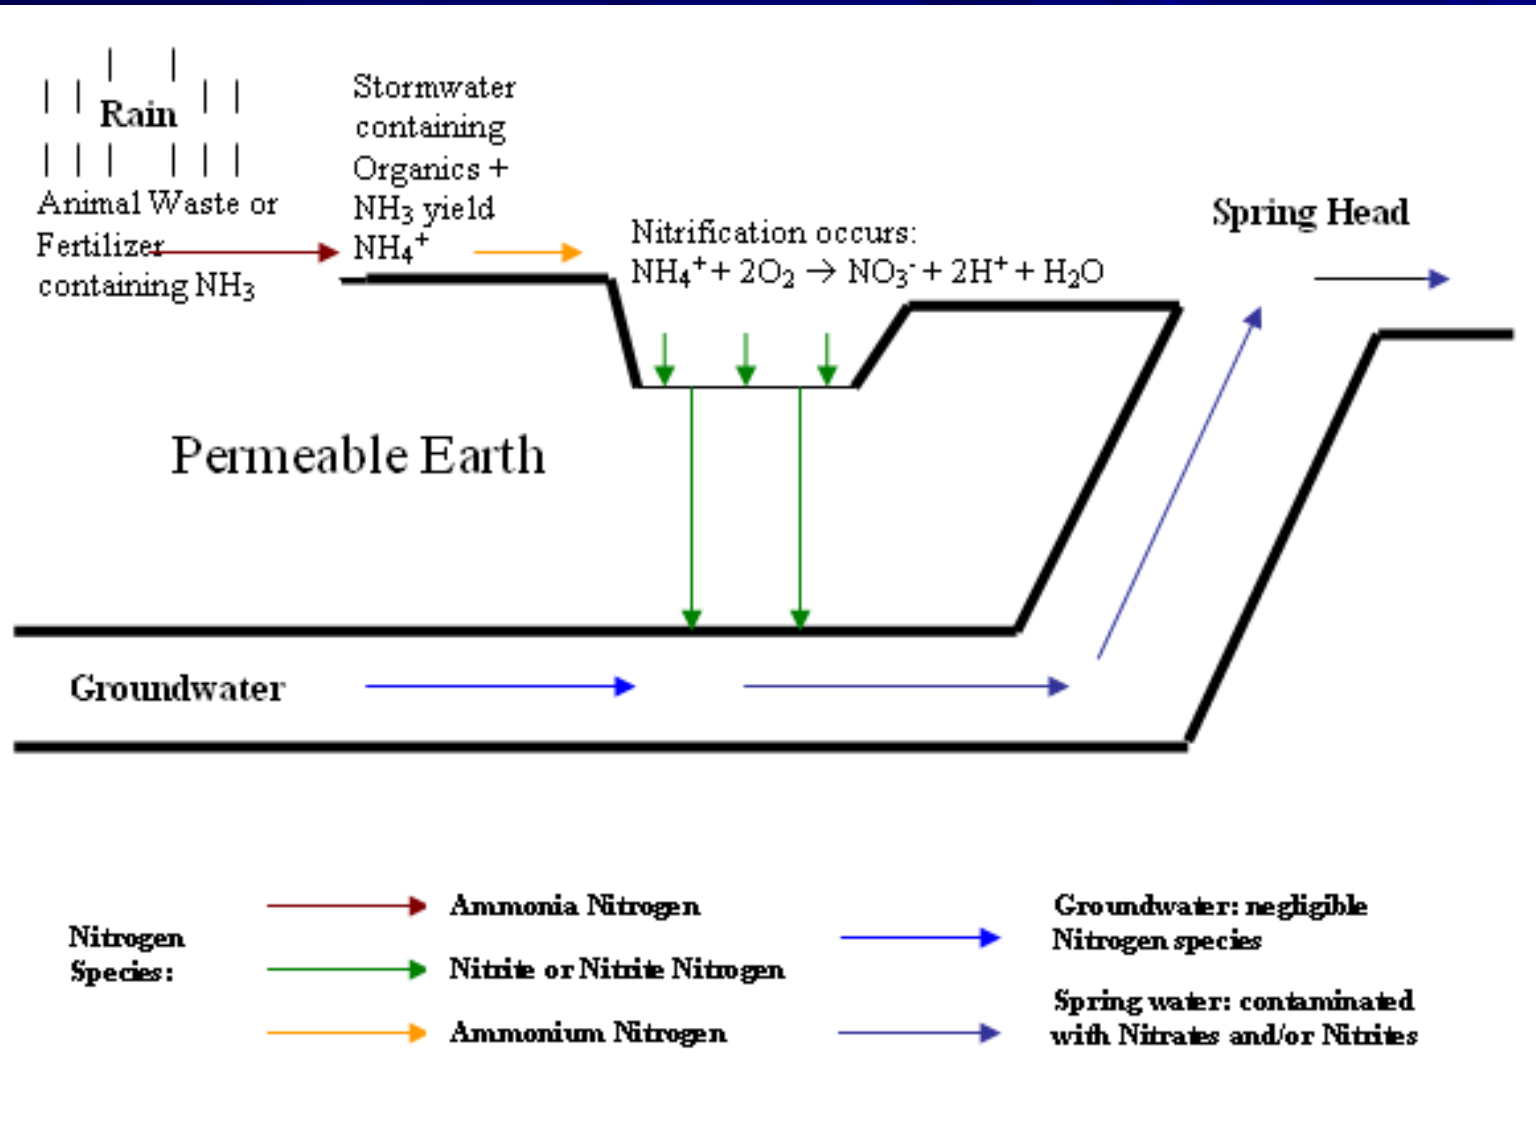 Rain
Animal Waste or
Fertilizer
containing NH₃
Stormwater
containing
Organics +
NH₃ yield
NH₄⁺
Nitrification occurs:
NH₄⁺ + 2O₂ → NO₃⁻ + 2H⁺ + H₂O
Spring Head
Permeable Earth
Groundwater
Nitrogen
Species:
Ammonia Nitrogen
Nitrite or Nitrite Nitrogen
Ammonium Nitrogen
Groundwater: negligible
Nitrogen species
Spring water: contaminated
with Nitrates and/or Nitrites